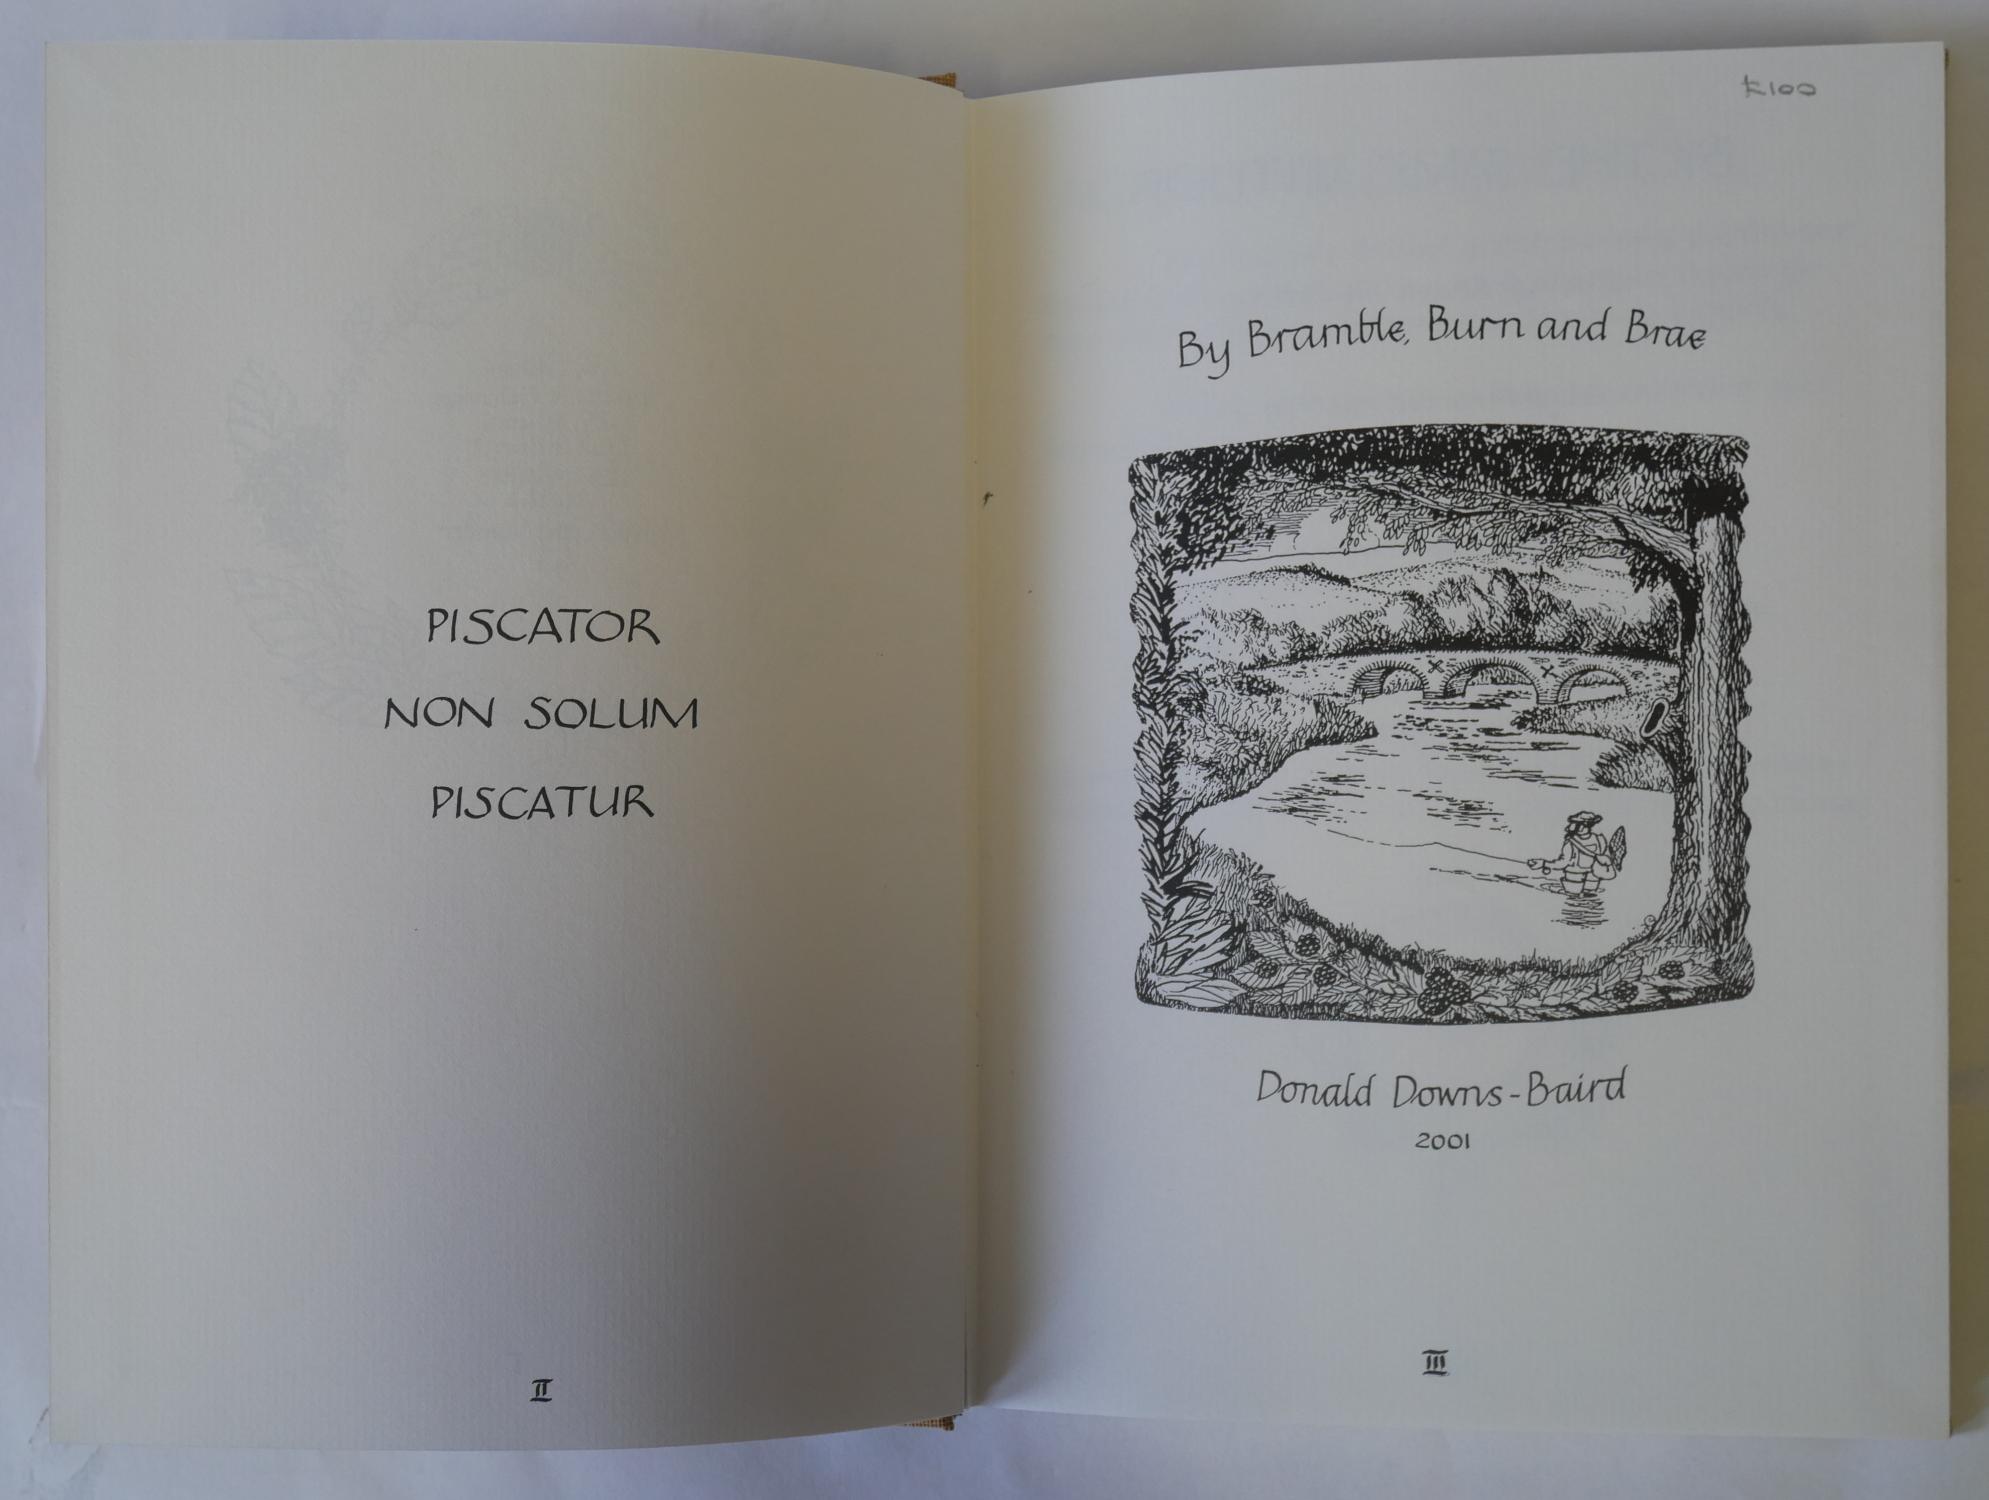 PISCATOR
NON SOLUM
PISCATUR
II
£100
By Bramble, Burn and Brae
Donald Downs-Baird
2001
III